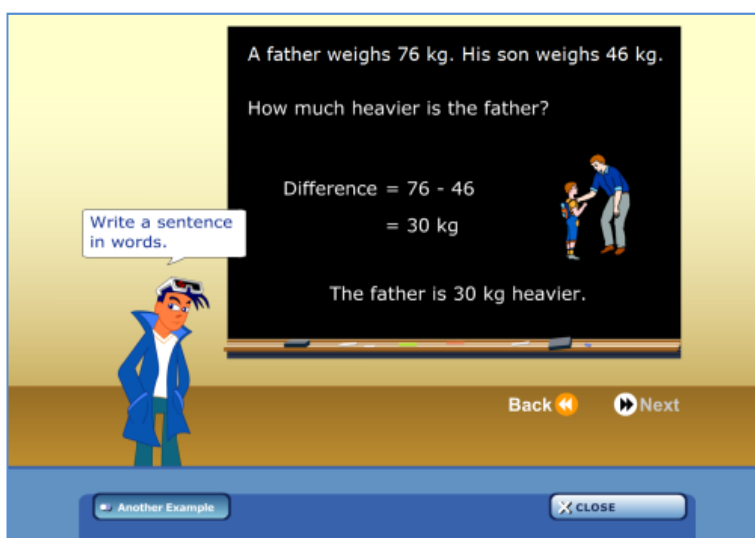 A father weighs 76 kg. His son weighs 46 kg.
How much heavier is the father?
Difference = 76 - 46
= 30 kg
Write a sentence
in words.
The father is 30 kg heavier.
Back
Next
Another Example
CLOSE